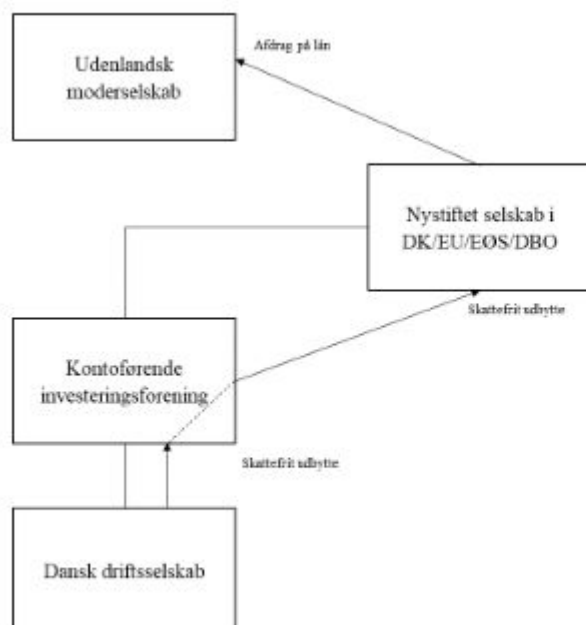 Afdrag på lån
Udenlandsk
moderselskab
Nystiftet selskab i
DK/EU/EØS/DBO
Skattefrit udbytte
Kontoførende
investeringsforening
Skattefrit udbytte
Dansk driftsselskab